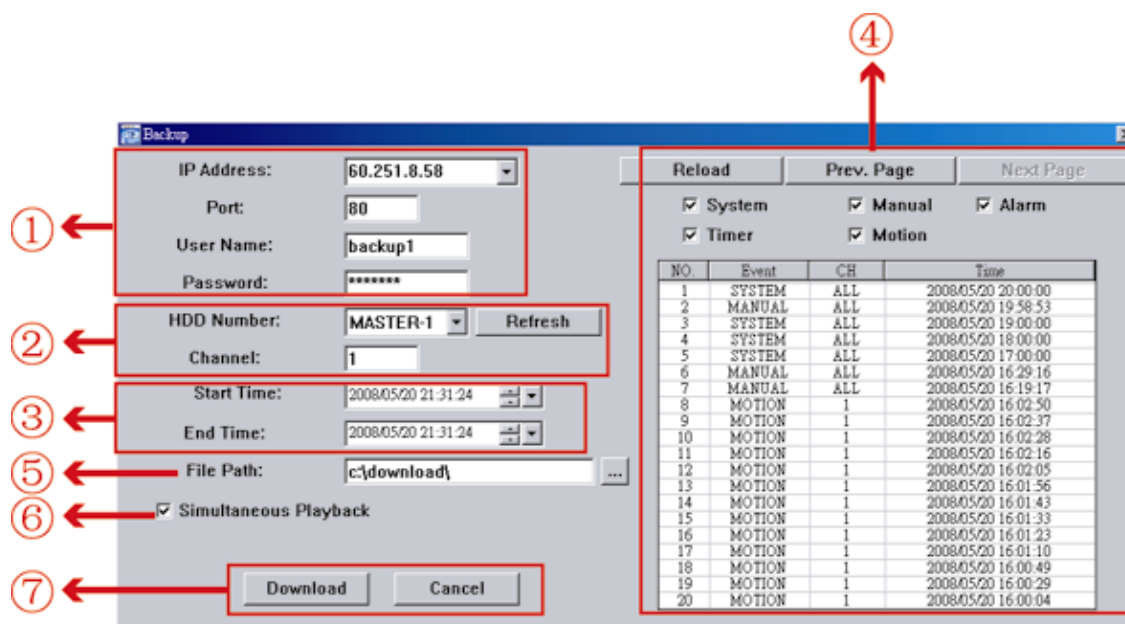 ④
Backup
①
IP Address: 60.251.8.58
Port: 80
User Name: backup1
Password: *******
②
HDD Number: MASTER-1 Refresh
Channel: 1
③
Start Time: 2008/05/20 21:31:24
End Time: 2008/05/20 21:31:24
⑤
File Path: c:\download\ ...
⑥
Simultaneous Playback
⑦
Download Cancel
Reload Prev. Page Next Page
System Manual Alarm
Timer Motion
NO. Event CH Time
1 SYSTEM ALL 2008/05/20 20:00:00
2 MANUAL ALL 2008/05/20 19:58:53
3 SYSTEM ALL 2008/05/20 19:00:00
4 SYSTEM ALL 2008/05/20 18:00:00
5 SYSTEM ALL 2008/05/20 17:00:00
6 MANUAL ALL 2008/05/20 16:29:16
7 MANUAL ALL 2008/05/20 16:19:17
8 MOTION 1 2008/05/20 16:02:50
9 MOTION 1 2008/05/20 16:02:37
10 MOTION 1 2008/05/20 16:02:28
11 MOTION 1 2008/05/20 16:02:16
12 MOTION 1 2008/05/20 16:02:05
13 MOTION 1 2008/05/20 16:01:56
14 MOTION 1 2008/05/20 16:01:43
15 MOTION 1 2008/05/20 16:01:33
16 MOTION 1 2008/05/20 16:01:23
17 MOTION 1 2008/05/20 16:01:10
18 MOTION 1 2008/05/20 16:00:49
19 MOTION 1 2008/05/20 16:00:29
20 MOTION 1 2008/05/20 16:00:04